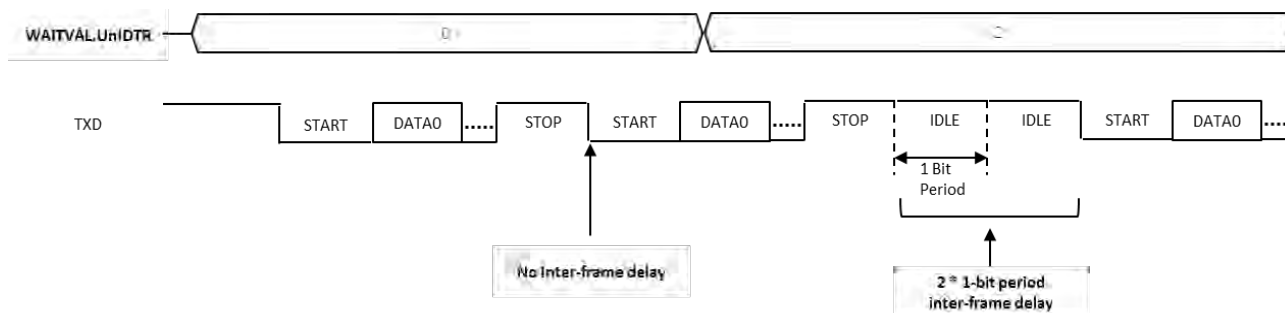 WAITVAL.UnIDTR 0 2
TXD START DATA0 ..... STOP START DATA0 ..... STOP IDLE IDLE START DATA0 ....
1 Bit
Period
No inter-frame delay
2 * 1-bit period
inter-frame delay